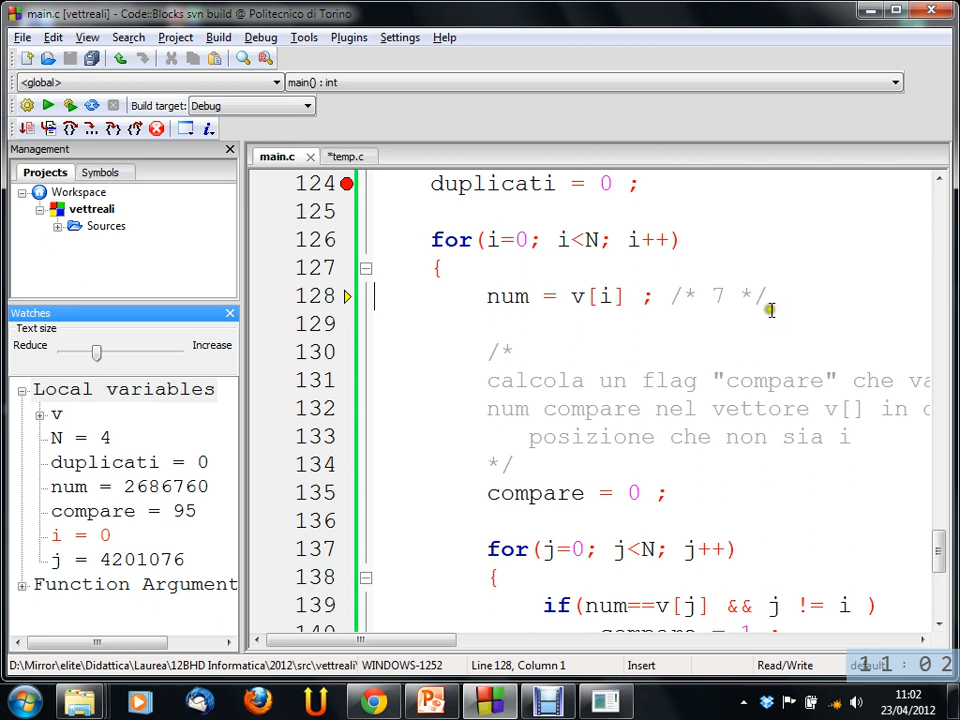 main.c [vettreali] - Code::Blocks svn build @ Politecnico di Torino
File Edit View Search Project Build Debug Tools Plugins Settings Help
<global> main() : int
Build target: Debug
Management
Projects Symbols
Workspace
vettreali
Sources
Watches
Text size
Reduce Increase
Local variables
v
N = 4
duplicati = 0
num = 2686760
compare = 95
i = 0
j = 4201076
Function Argument
main.c *temp.c
124 duplicati = 0 ;
125
126 for(i=0; i<N; i++)
127 {
128 num = v[i] ; /* 7 */
129
130 /*
131 calcola un flag "compare" che va
132 num compare nel vettore v[] in
133 posizione che non sia i
134 */
135 compare = 0 ;
136
137 for(j=0; j<N; j++)
138 {
139 if(num==v[j] && j != i )
140 compare = 1 ;
D:\Mirror\elite\Didattica\Laurea\12BHD Informatica\2012\src\vettreali WINDOWS-1252 Line 128, Column 1 Insert Read/Write default
11:02
11:02
23/04/2012